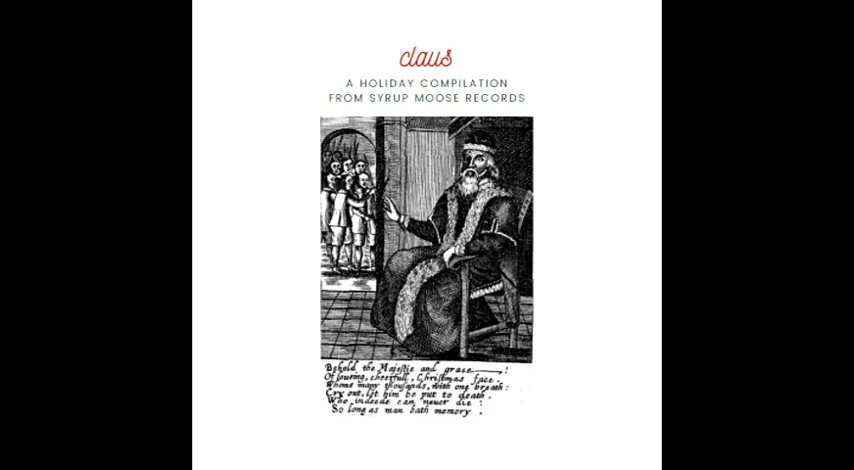 claus
A HOLIDAY COMPILATION
FROM SYRUP MOOSE RECORDS
Behold the Majestie and grace
Of loueing, cheerfull, Christmas face.
Whome many thousands, with one breath:
Cry out, let him be put to death.
Who indeede can neuer die:
So long as man hath memory.